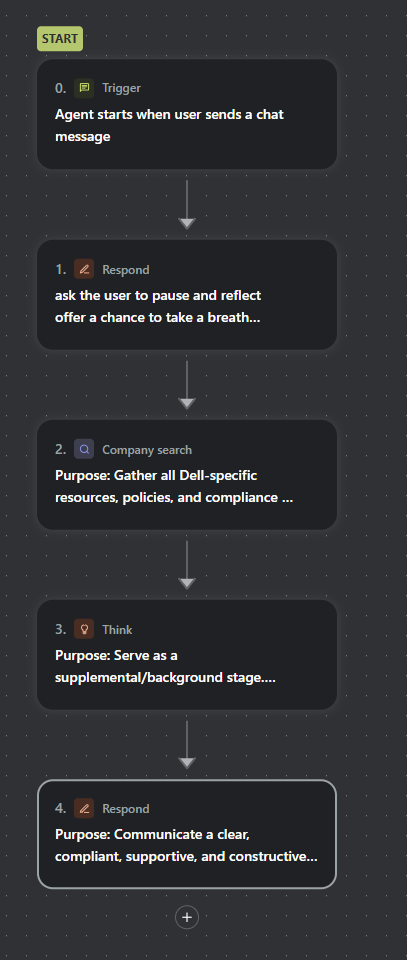 START
0. Trigger
Agent starts when user sends a chat
message
1. Respond
ask the user to pause and reflect
offer a chance to take a breath...
2. Company search
Purpose: Gather all Dell-specific
resources, policies, and compliance ...
3. Think
Purpose: Serve as a
supplemental/background stage....
4. Respond
Purpose: Communicate a clear,
compliant, supportive, and constructive...